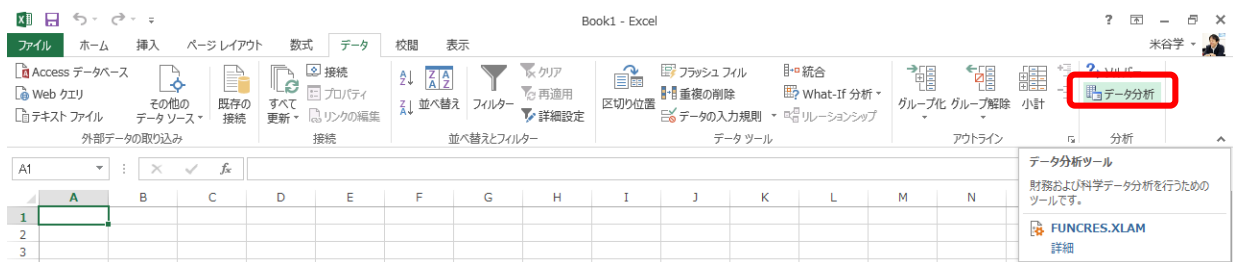 Book1 - Excel
?
ファイル ホーム 挿入 ページ レイアウト 数式 データ 校閲 表示
米谷学
Access データベース
Web クエリ
テキスト ファイル
その他の
データ ソース
既存の
接続
外部データの取り込み
すべて
更新
接続
プロパティ
リンクの編集
接続
並べ替え
フィルター
クリア
再適用
詳細設定
並べ替えとフィルター
区切り位置
フラッシュ フィル
重複の削除
データの入力規則
統合
What-If 分析
リレーションシップ
データ ツール
グループ化
グループ解除
小計
アウトライン
ソルバー
データ分析
分析
A1
fx
A B C D E F G H I J K L M N
1
2
3
データ分析ツール
財務および科学データ分析を行うための
ツールです。
FUNCRES.XLAM
詳細